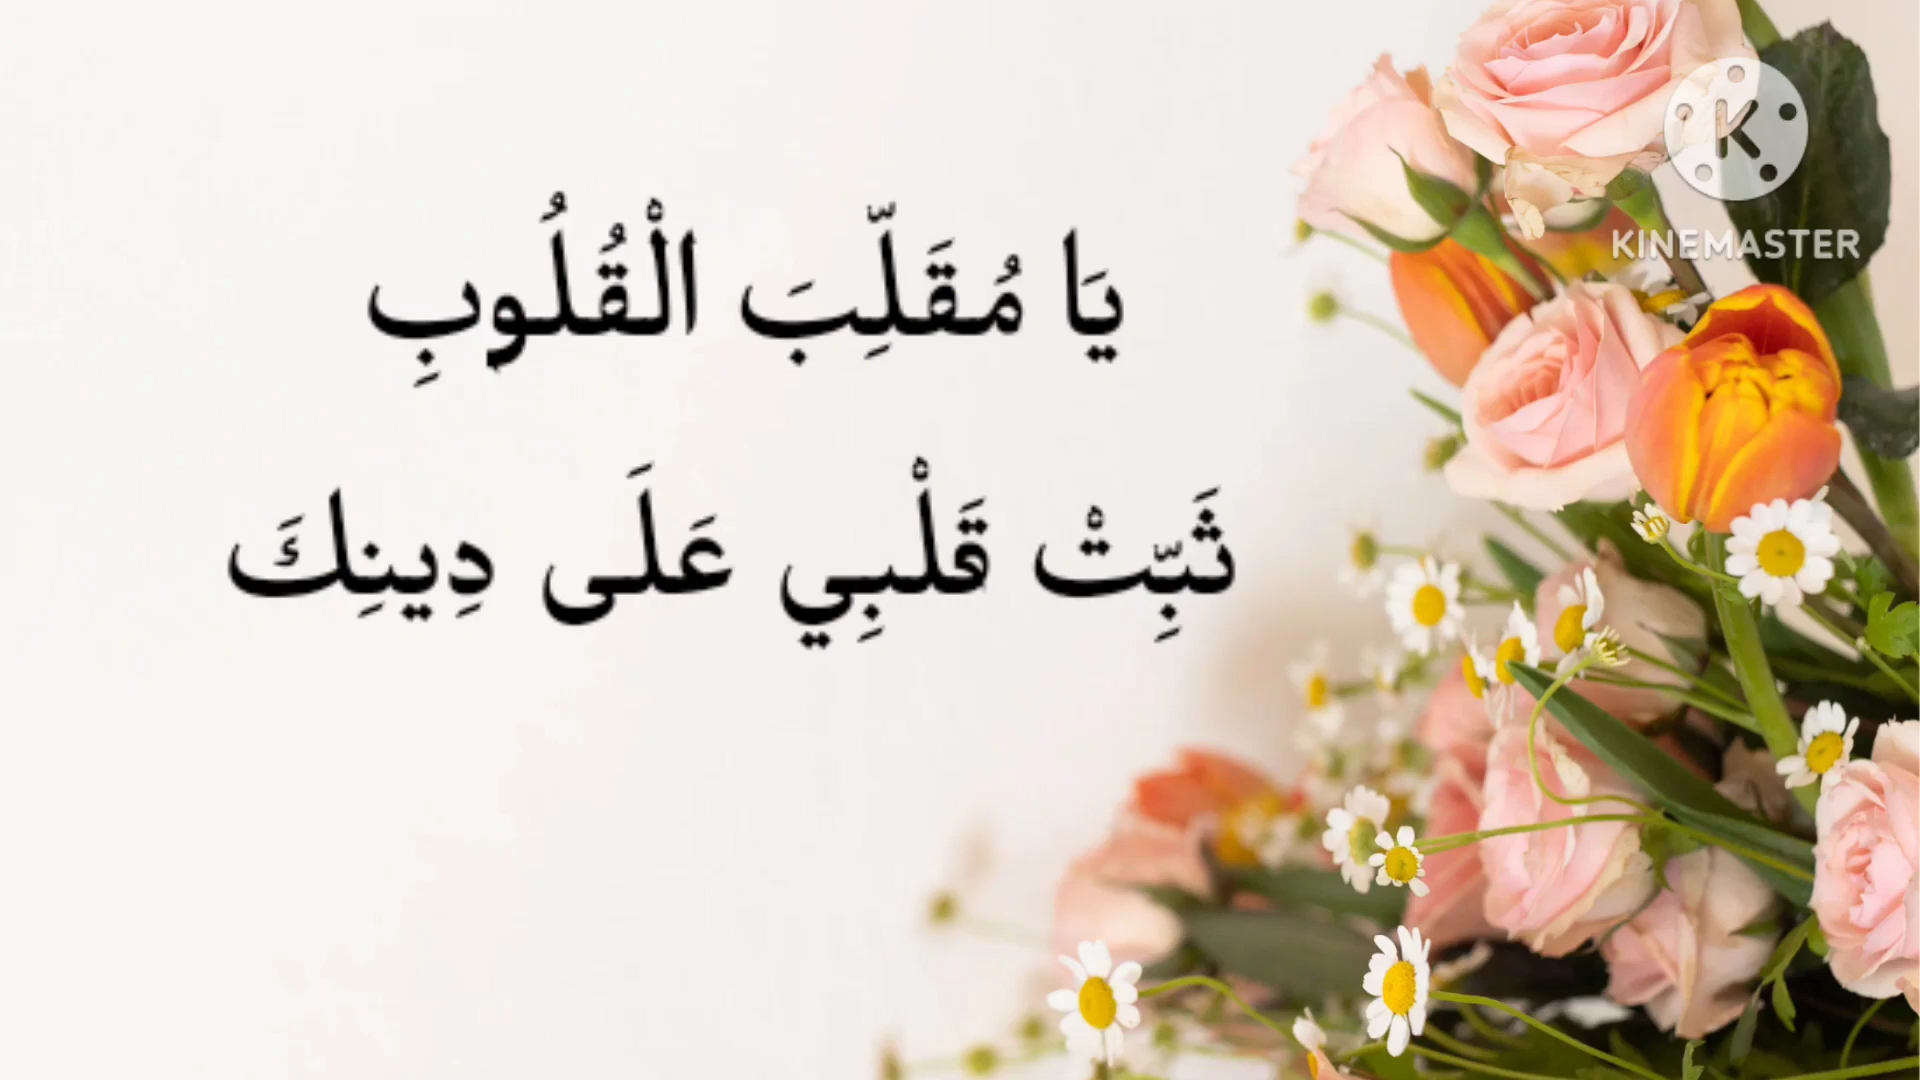 يَا مُقَلِّبَ الْقُلُوبِ
ثَبِّتْ قَلْبِي عَلَى دِينِكَ
KINEMASTER